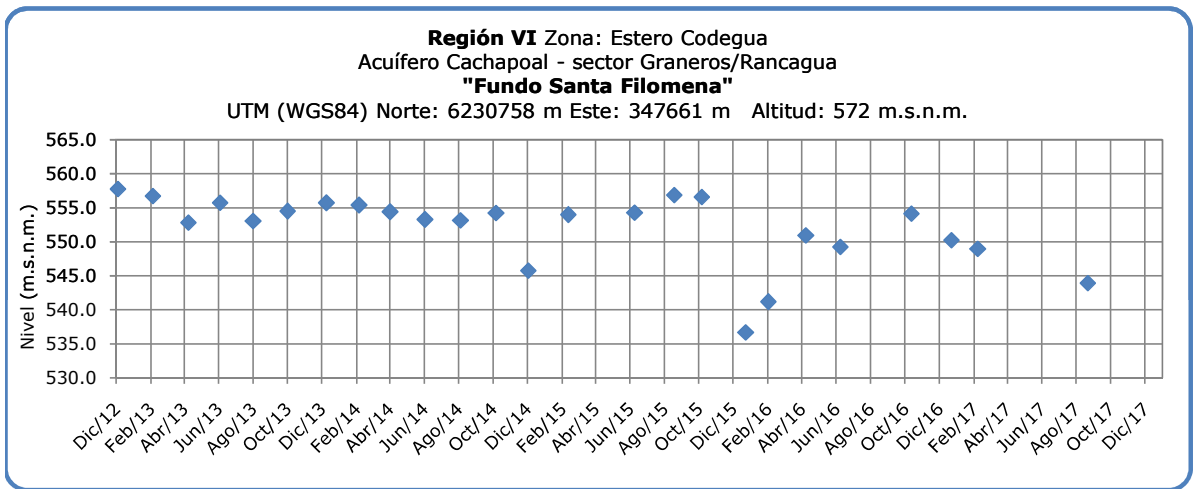 Región VI Zona: Estero Codegua
Acuífero Cachapoal - sector Graneros/Rancagua
"Fundo Santa Filomena"
UTM (WGS84) Norte: 6230758 m Este: 347661 m Altitud: 572 m.s.n.m.
Nivel (m.s.n.m.)
565.0
560.0
555.0
550.0
545.0
540.0
535.0
530.0
Dic/12
Feb/13
Abr/13
Jun/13
Ago/13
Oct/13
Dic/13
Feb/14
Abr/14
Jun/14
Ago/14
Oct/14
Dic/14
Feb/15
Abr/15
Jun/15
Ago/15
Oct/15
Dic/15
Feb/16
Abr/16
Jun/16
Ago/16
Oct/16
Dic/16
Feb/17
Abr/17
Jun/17
Ago/17
Oct/17
Dic/17